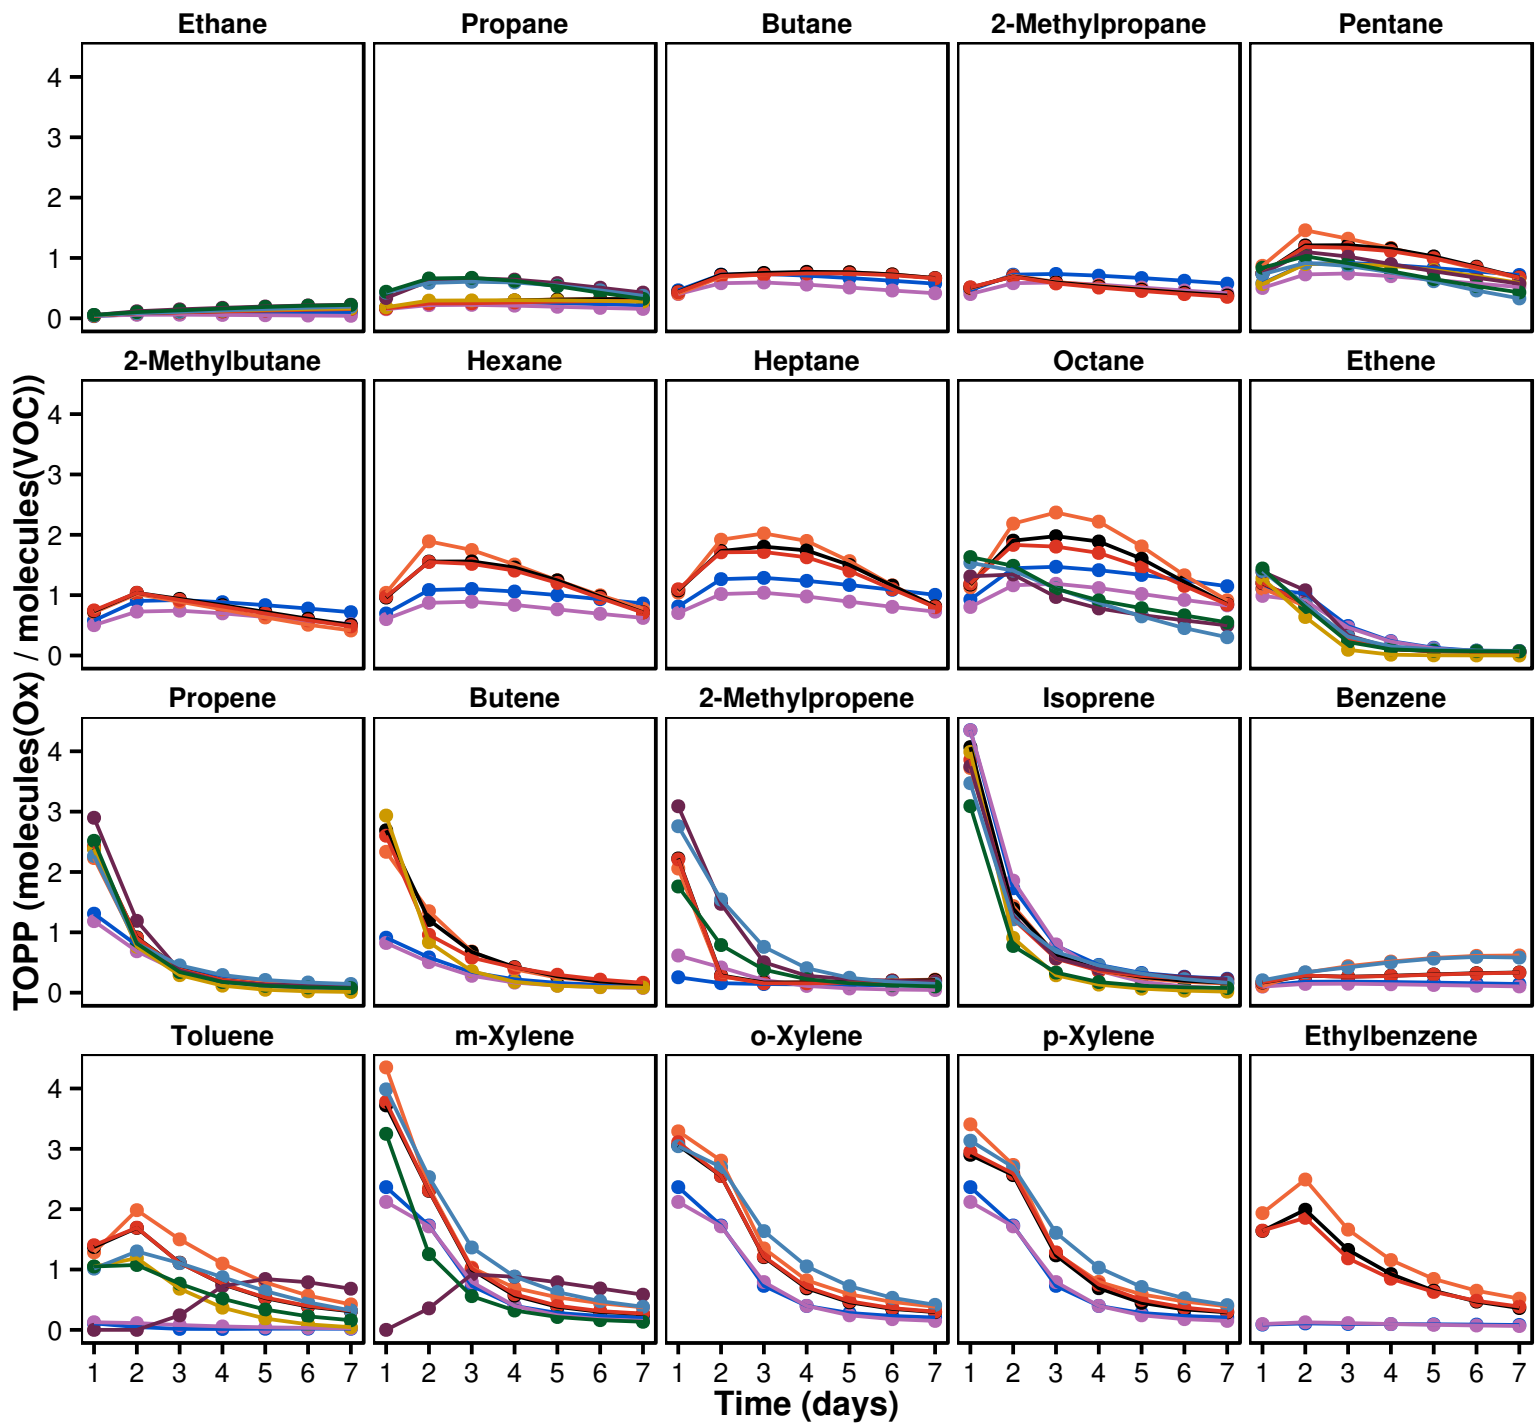 Ethane Propane Butane 2-Methylpropane Pentane
4
3
2
1
0
2-Methylbutane Hexane Heptane Octane Ethene
4
3
2
1
0
TOPP (molecules(Ox) / molecules(VOC))
Propene Butene 2-Methylpropene Isoprene Benzene
4
3
2
1
0
Toluene m-Xylene o-Xylene p-Xylene Ethylbenzene
4
3
2
1
0
1 2 3 4 5 6 7 1 2 3 4 5 6 7 1 2 3 4 5 6 7 1 2 3 4 5 6 7 1 2 3 4 5 6 7
Time (days)